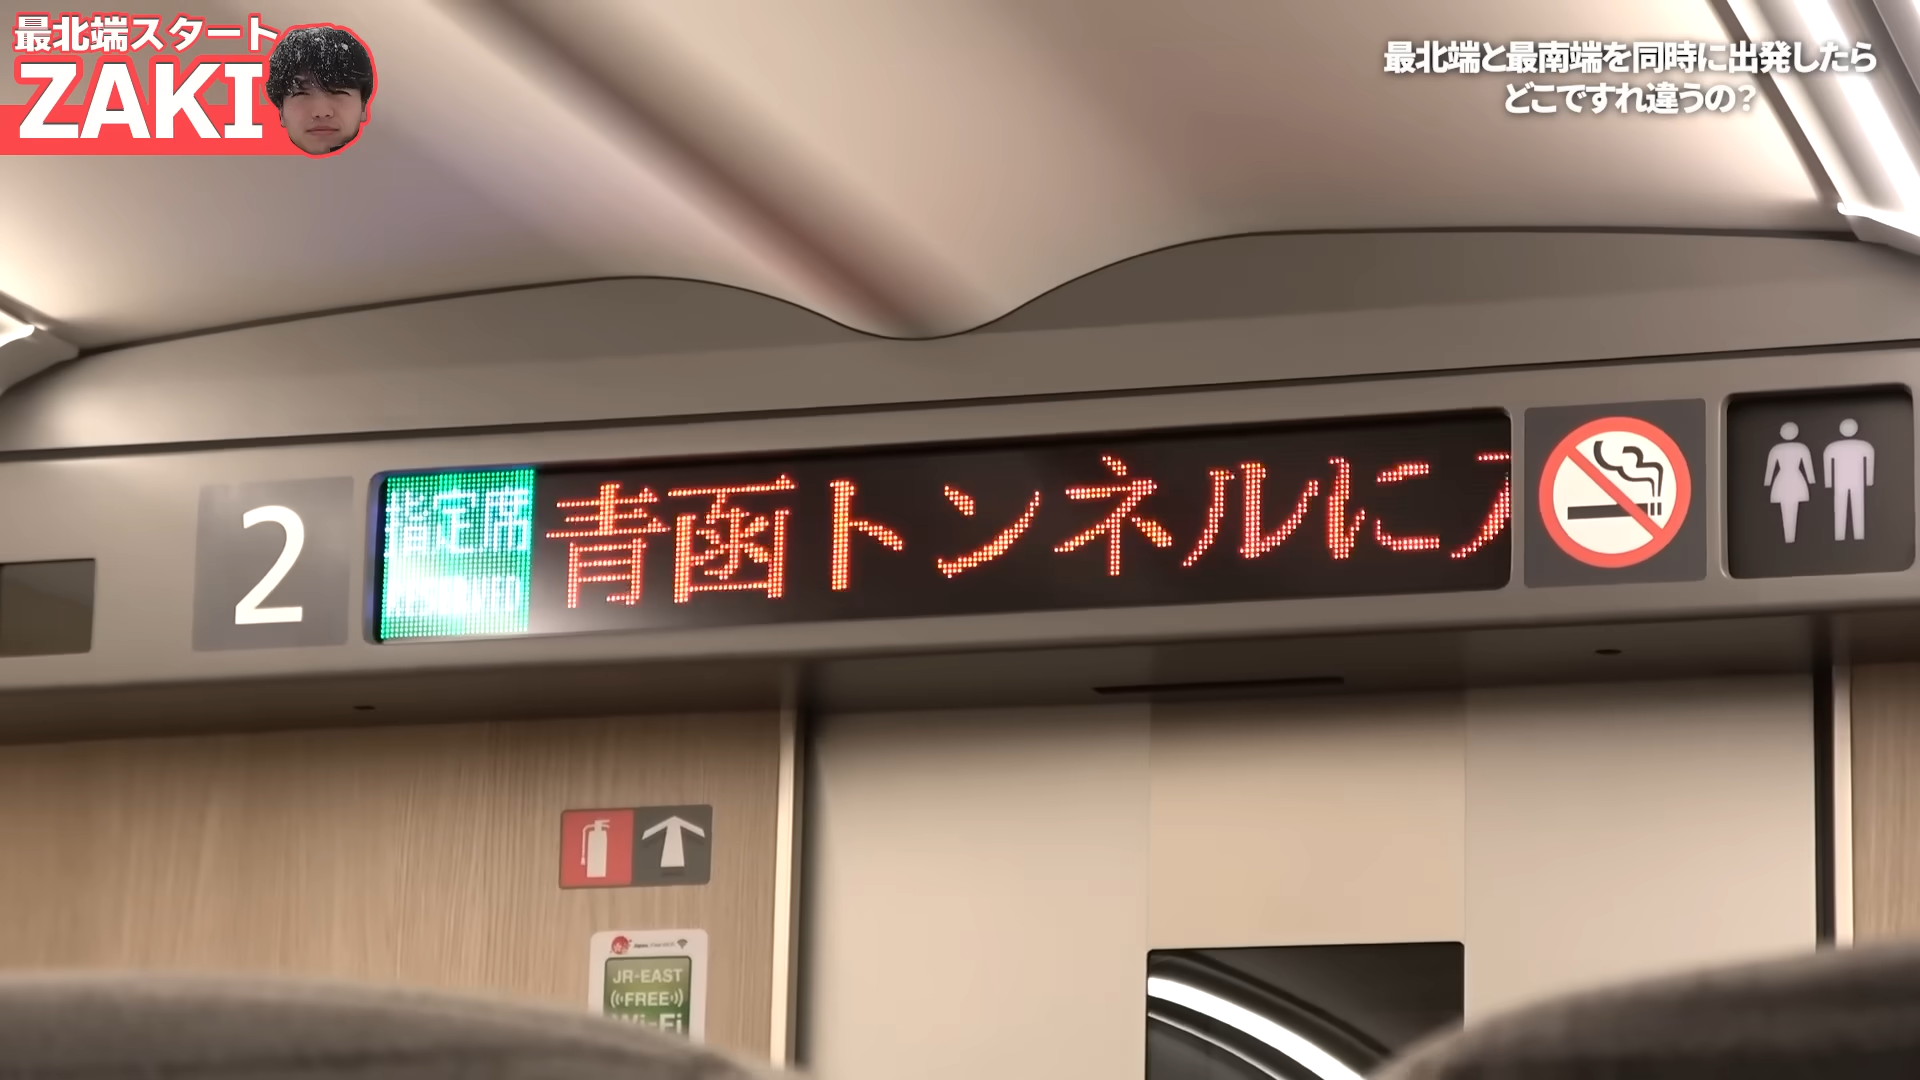 最北端スタート
ZAKI
最北端と最南端を同時に出発したら
どこですれ違うの?
2
指定席
青函トンネルに
JR-EAST
FREE
Wi-Fi